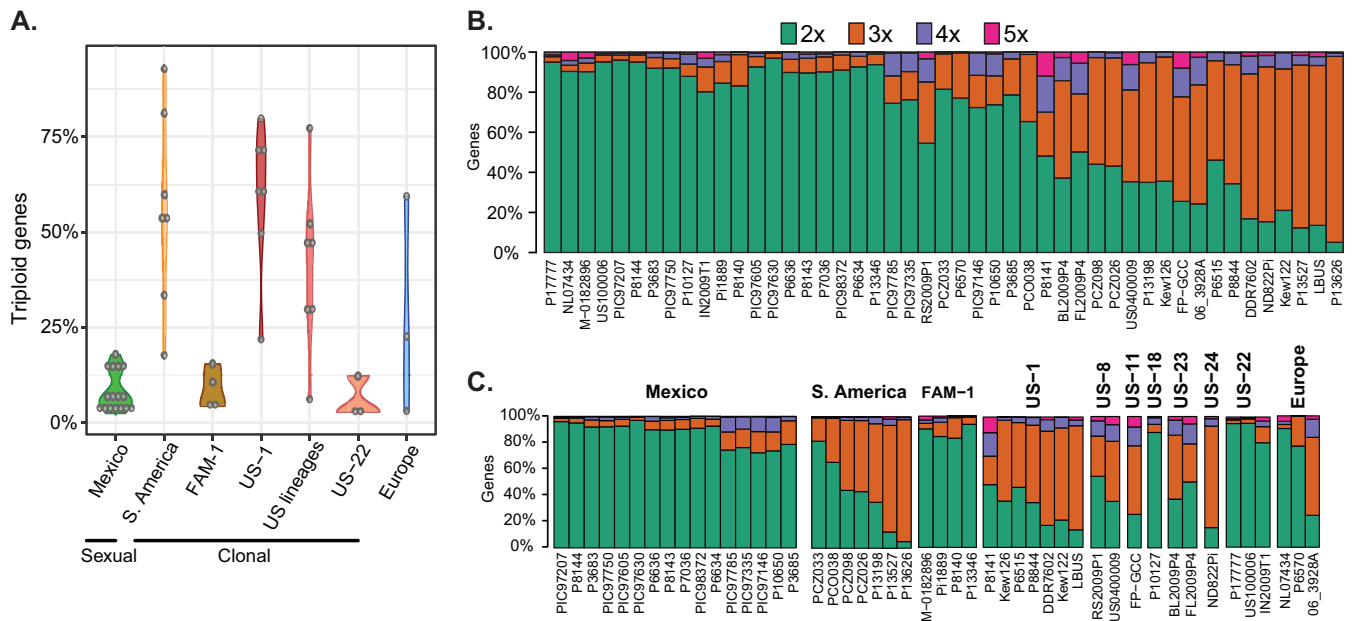 A.
Triploid genes
75%
50%
25%
0%
Mexico
S. America
FAM-1
US-1
US lineages
US-22
Europe
Sexual
Clonal
B.
2x 3x 4x 5x
Genes
100%
80%
60%
40%
20%
0%
P17777
NL07434
M-0182896
US100006
PIC97207
P8144
P3683
PIC97750
P10127
IN2009T1
Pi1889
P8140
PIC97605
PIC97630
P6636
P8143
P7036
PIC98372
P6634
P13346
PIC97785
PIC97335
RS2009P1
PCZ033
P6570
PIC97146
P10650
P3685
PCO038
P8141
BL2009P4
FL2009P4
PCZ098
PCZ026
US0400009
P13198
Kew126
FP-GCC
06_3928A
P6515
P8844
DDR7602
ND822Pi
Kew122
P13527
LBUS
P13626
C.
Mexico
S. America
FAM-1
US−1
US−8
US−11
US−18
US−23
US−24
US−22
Europe
Genes
100%
80%
60%
40%
20%
0%
PIC97207
P8144
P3683
PIC97750
PIC97605
PIC97630
P6636
P8143
P7036
PIC98372
P6634
PIC97785
PIC97335
PIC97146
P10650
P3685
PCZ033
PCO038
PCZ098
PCZ026
P13198
P13527
P13626
M-0182896
Pi1889
P8140
P13346
P8141
Kew126
P6515
P8844
DDR7602
Kew122
LBUS
RS2009P1
US0400009
FP-GCC
P10127
BL2009P4
FL2009P4
ND822Pi
P17777
US100006
IN2009T1
NL07434
P6570
06_3928A